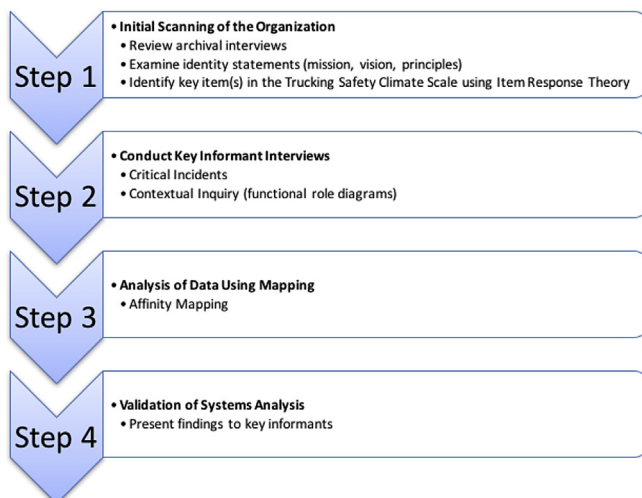 Step 1
• Initial Scanning of the Organization
• Review archival interviews
• Examine identity statements (mission, vision, principles)
• Identify key item(s) in the Trucking Safety Climate Scale using Item Response Theory
Step 2
• Conduct Key Informant Interviews
• Critical Incidents
• Contextual Inquiry (functional role diagrams)
Step 3
• Analysis of Data Using Mapping
• Affinity Mapping
Step 4
• Validation of Systems Analysis
• Present findings to key informants